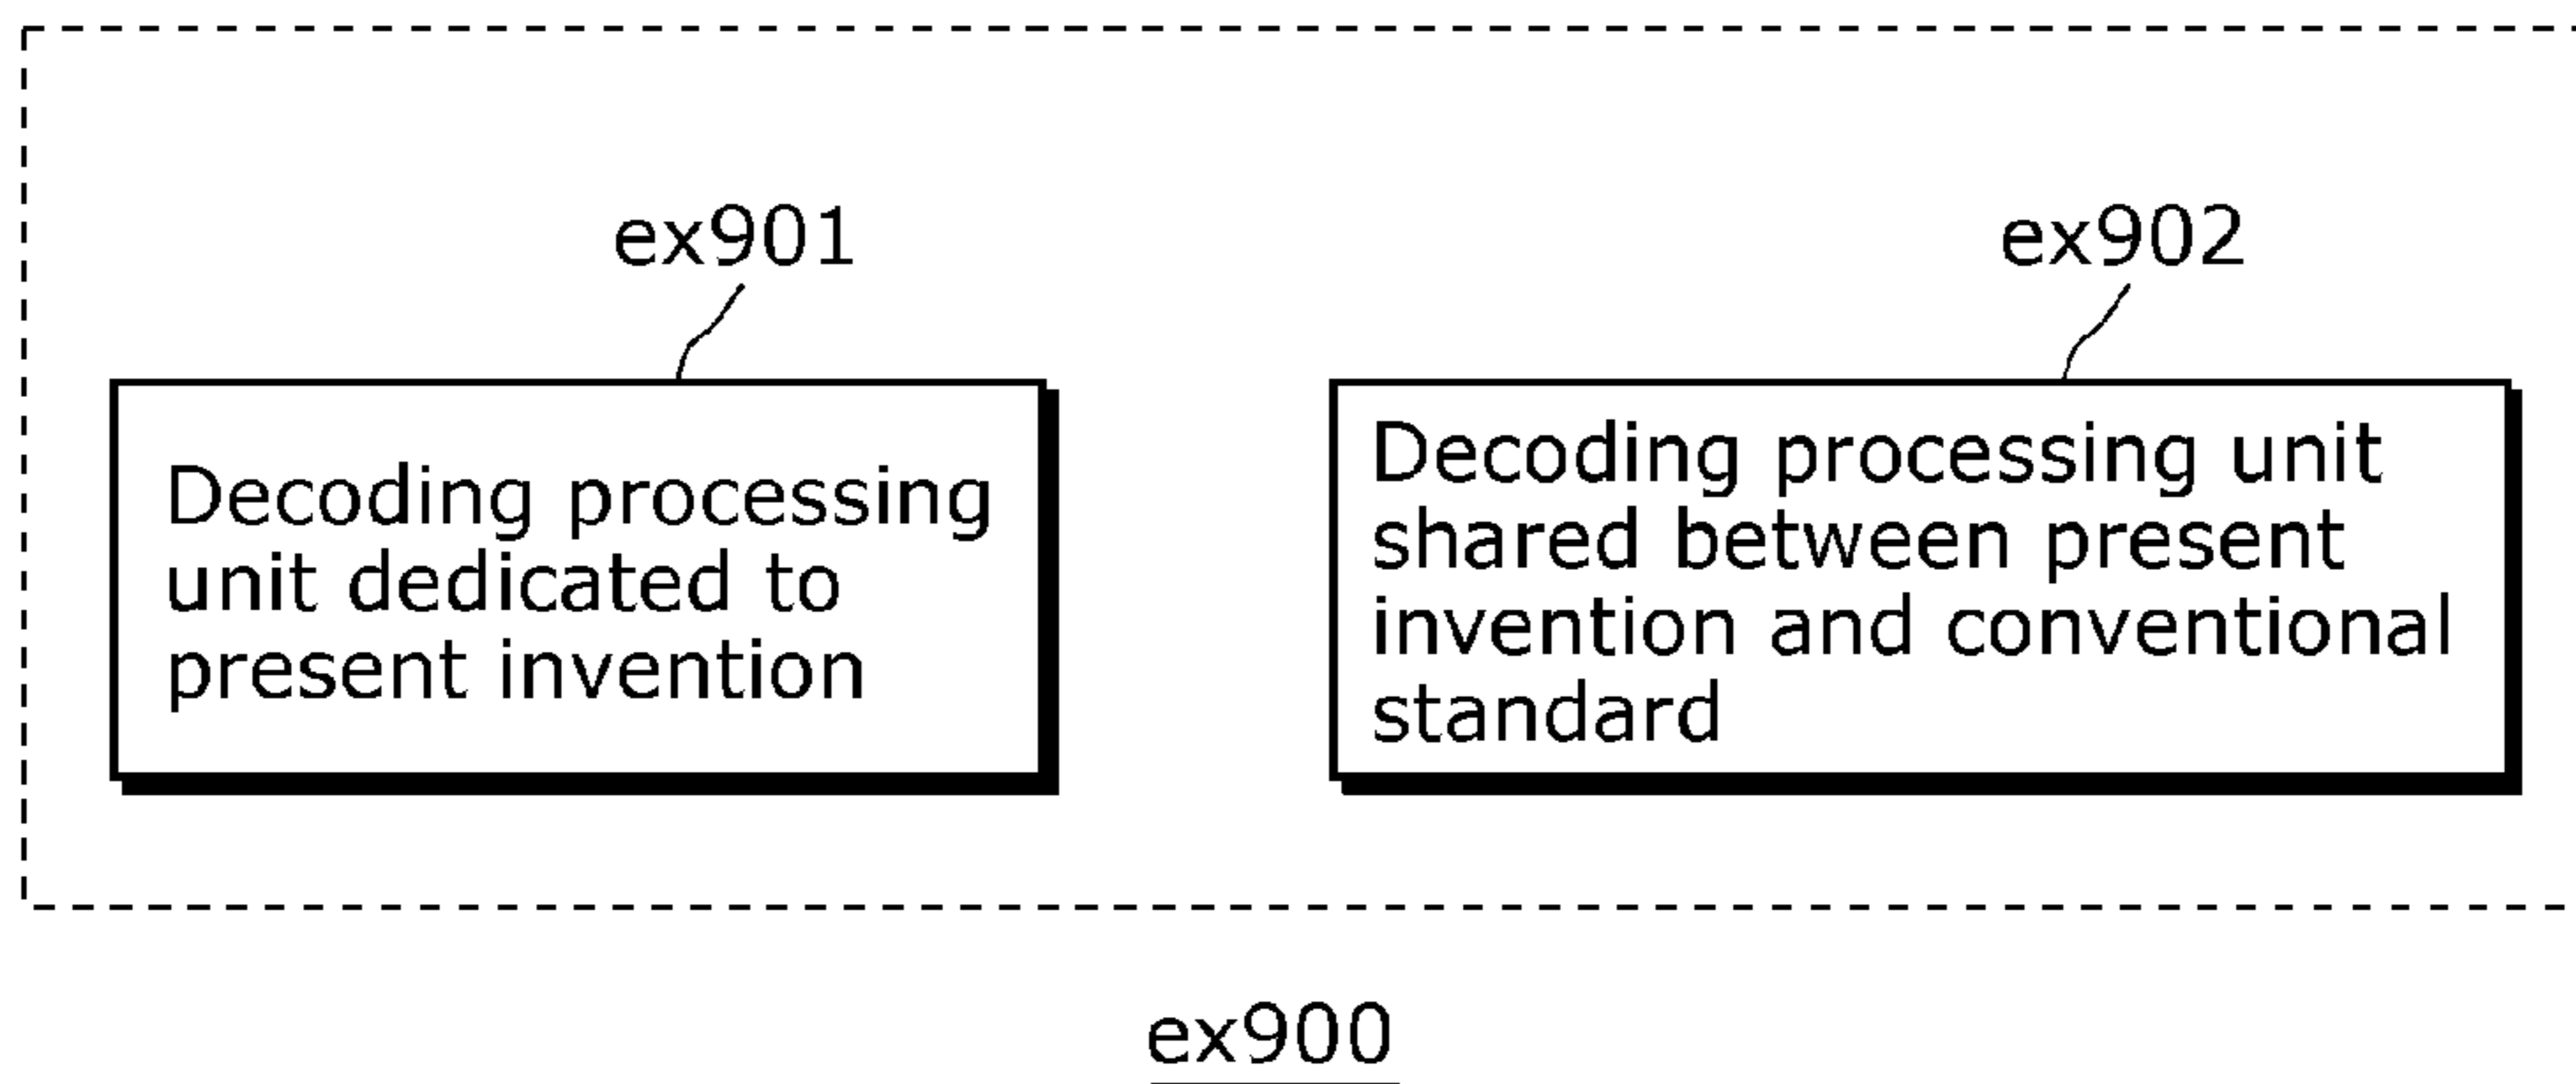 ex901
ex902
Decoding processing
unit dedicated to
present invention
Decoding processing unit
shared between present
invention and conventional
standard
ex900